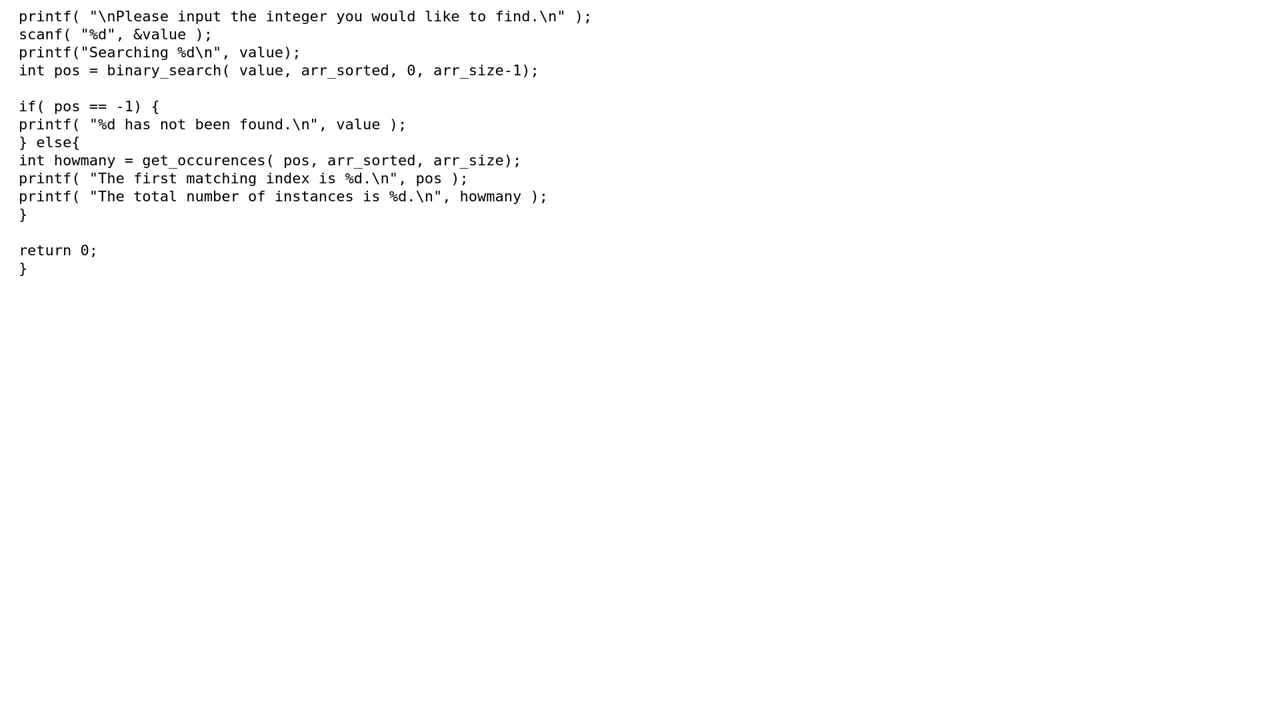 printf( "\nPlease input the integer you would like to find.\n" );
scanf( "%d", &value );
printf("Searching %d\n", value);
int pos = binary_search( value, arr_sorted, 0, arr_size-1);

if( pos == -1) {
printf( "%d has not been found.\n", value );
} else{
int howmany = get_occurences( pos, arr_sorted, arr_size);
printf( "The first matching index is %d.\n", pos );
printf( "The total number of instances is %d.\n", howmany );
}

return 0;
}